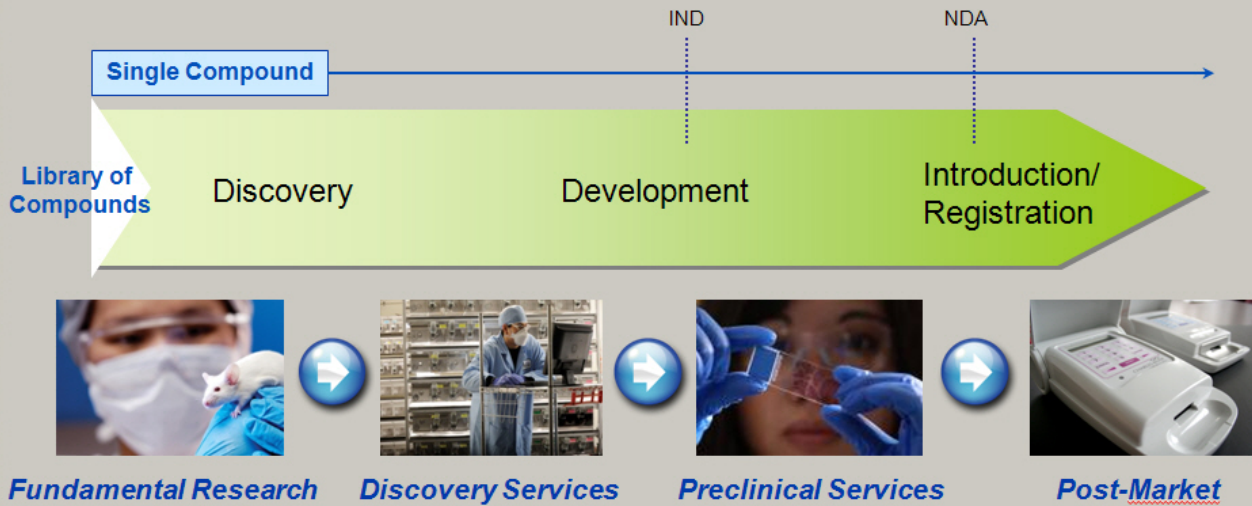 IND
NDA
Single Compound
Library of
Compounds
Discovery
Development
Introduction/
Registration
Fundamental Research
Discovery Services
Preclinical Services
Post-Market